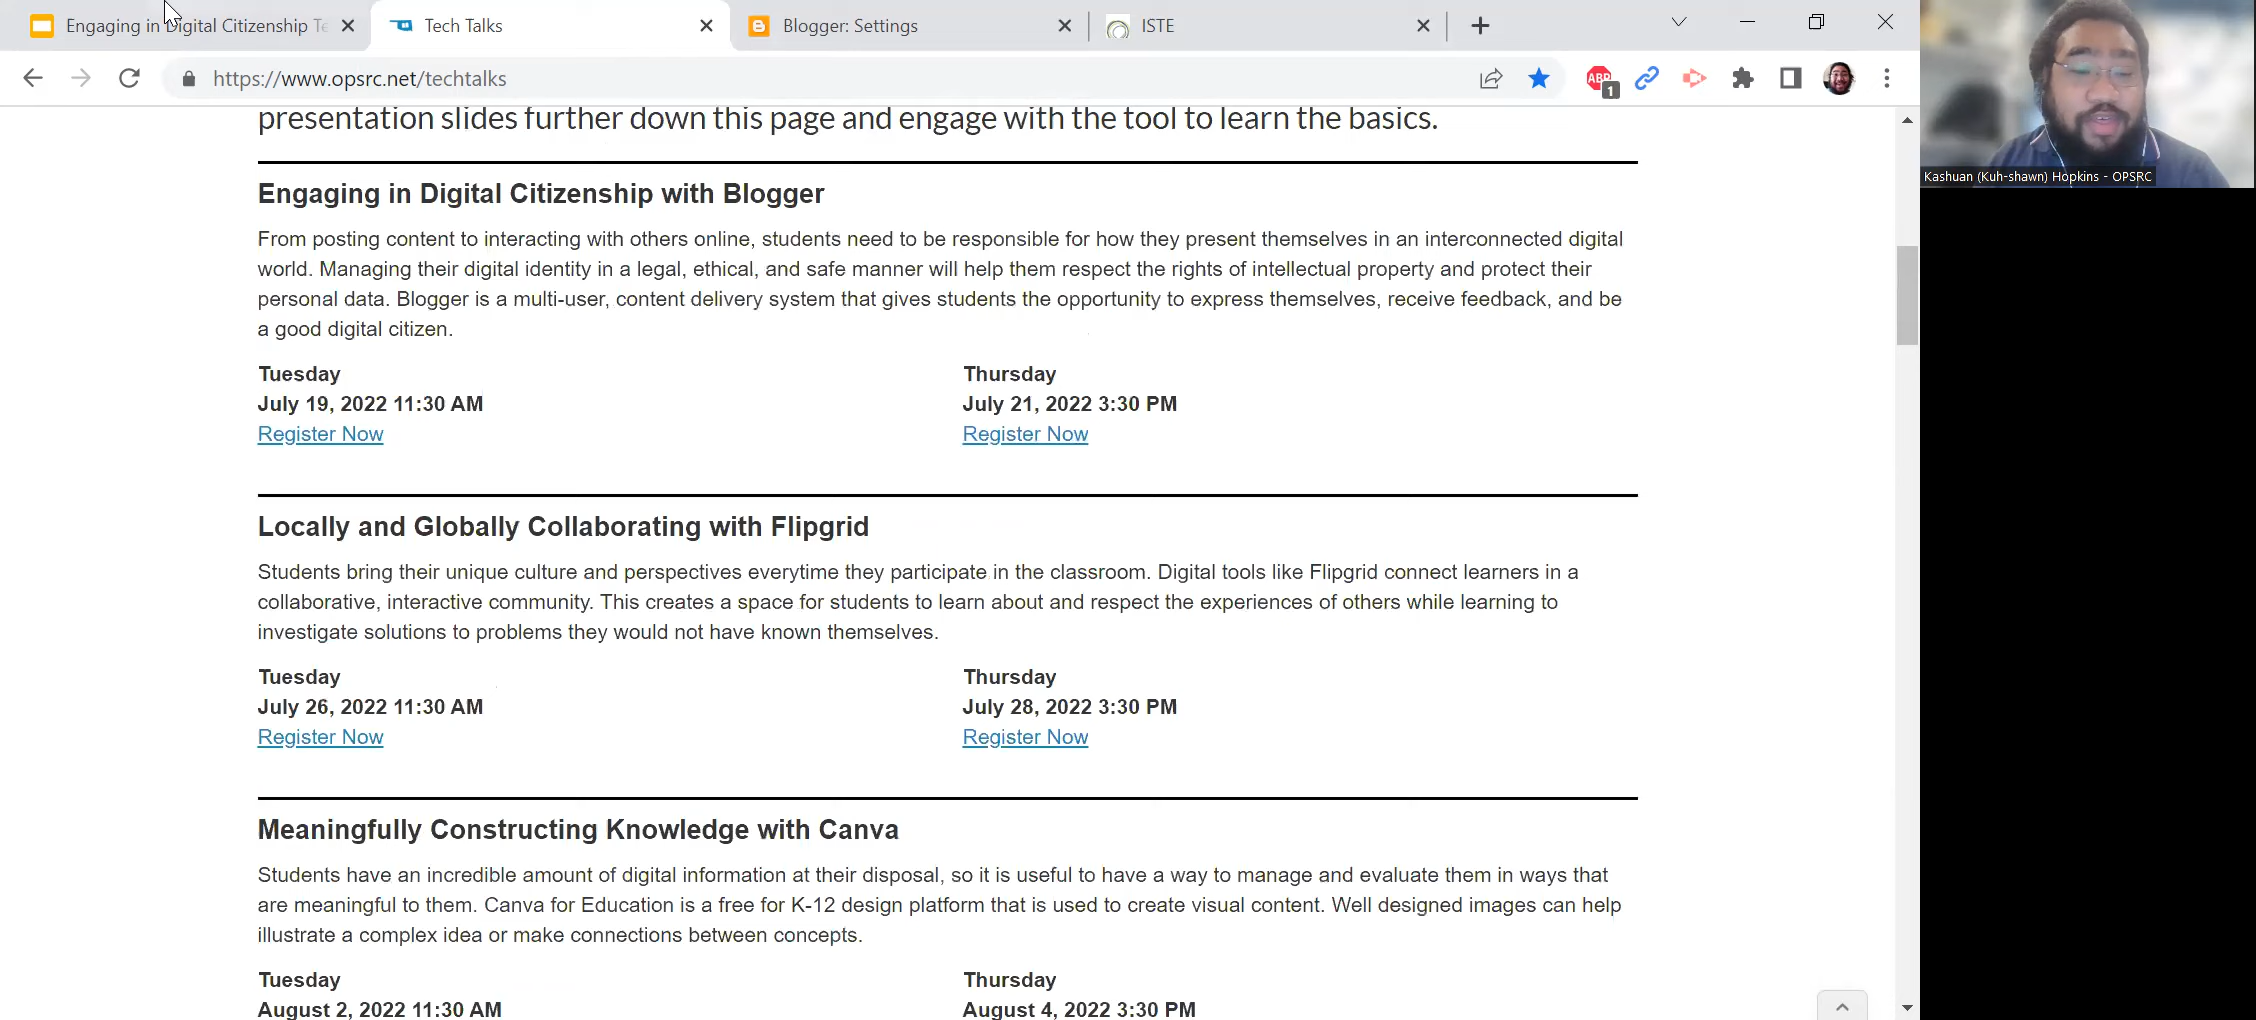 Engaging in Digital Citizenship Te
Tech Talks
Blogger: Settings
ISTE
https://www.opsrc.net/techtalks
ABP
1
Kashuan (Kuh-shawn) Hopkins - OPSRC
presentation slides further down this page and engage with the tool to learn the basics.
Engaging in Digital Citizenship with Blogger
From posting content to interacting with others online, students need to be responsible for how they present themselves in an interconnected digital
world. Managing their digital identity in a legal, ethical, and safe manner will help them respect the rights of intellectual property and protect their
personal data. Blogger is a multi-user, content delivery system that gives students the opportunity to express themselves, receive feedback, and be
a good digital citizen.
Tuesday
July 19, 2022 11:30 AM
Register Now
Thursday
July 21, 2022 3:30 PM
Register Now
Locally and Globally Collaborating with Flipgrid
Students bring their unique culture and perspectives everytime they participate in the classroom. Digital tools like Flipgrid connect learners in a
collaborative, interactive community. This creates a space for students to learn about and respect the experiences of others while learning to
investigate solutions to problems they would not have known themselves.
Tuesday
July 26, 2022 11:30 AM
Register Now
Thursday
July 28, 2022 3:30 PM
Register Now
Meaningfully Constructing Knowledge with Canva
Students have an incredible amount of digital information at their disposal, so it is useful to have a way to manage and evaluate them in ways that
are meaningful to them. Canva for Education is a free for K-12 design platform that is used to create visual content. Well designed images can help
illustrate a complex idea or make connections between concepts.
Tuesday
August 2, 2022 11:30 AM
Thursday
August 4, 2022 3:30 PM